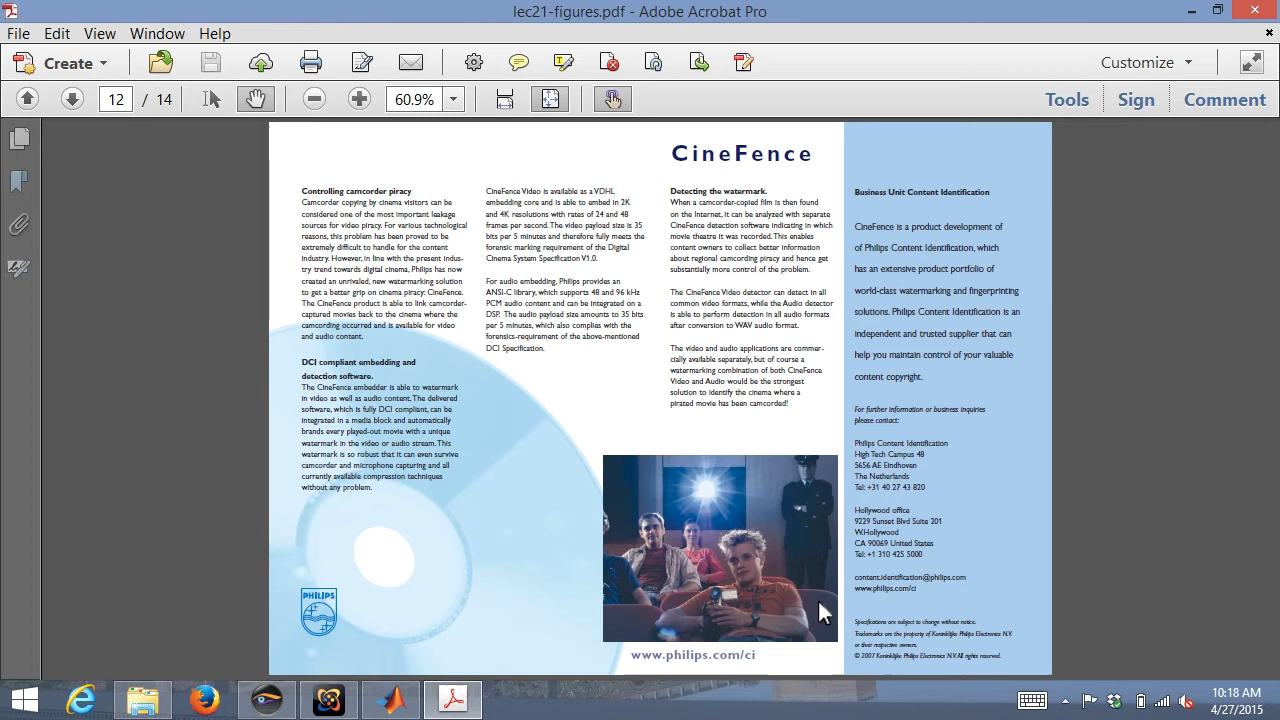 lec21-figures.pdf - Adobe Acrobat Pro
File Edit View Window Help
Create
Customize
12 / 14
60.9%
Tools Sign Comment
CineFence
Controlling camcorder piracy
Camcorder copying by cinema visitors can be
considered one of the most important leakage
sources for video piracy. For various technological
reasons, this problem has been proved to be
extremely difficult to handle for the content
industry. However, in line with the present indus-
try trend towards digital cinema, Philips has now
created an unrivaled, new watermarking solution
to get a better grip on cinema piracy: CineFence.
The CineFence product is able to link camcorder-
captured movies back to the cinema where the
camcording occurred and is available for video
and audio content.
DCI compliant embedding and
detection software.
The CineFence embedder is able to watermark
in video as well as audio content. The delivered
software, which is fully DCI compliant, can be
integrated in a media block and automatically
brands every played-out movie with a unique
watermark in the video or audio stream. This
watermark is so robust that it can even survive
camcorder and microphone capturing and all
currently available compression techniques
without any problem.
PHILIPS
CineFence Video is available as a VDHL
embedding core and is able to embed in 2K
and 4K resolutions with rates of 24 and 48
frames per second. The video payload size is 35
bits per 5 minutes and therefore fully meets the
forensic marking requirement of the Digital
Cinema System Specification V1.0.
For audio embedding, Philips provides an
ANSI-C library, which supports 48 and 96 kHz
PCM audio content and can be integrated on a
DSP. The audio payload size amounts to 35 bits
per 5 minutes, which also complies with the
forensics-requirement of the above-mentioned
DCI Specification.
Detecting the watermark.
When a camcorder-copied film is then found
on the Internet, it can be analyzed with separate
CineFence detection software indicating in which
movie theatre it was recorded. This enables
content owners to collect better information
about regional camcording piracy and hence get
substantially more control of the problem.
The CineFence Video detector can detect in all
common video formats, while the Audio detector
is able to perform detection in all audio formats
after conversion to WAV audio format.
The video and audio applications are commer-
cially available separately, but of course a
watermarking combination of both CineFence
Video and Audio would be the strongest
solution to identify the cinema where a
pirated movie has been camcorded!
www.philips.com/ci
Business Unit Content Identification
CineFence is a product development of
of Philips Content Identification, which
has an extensive product portfolio of
world-class watermarking and fingerprinting
solutions. Philips Content Identification is an
independent and trusted supplier that can
help you maintain control of your valuable
content copyright.
For further information or business inquiries
please contact:
Philips Content Identification
High Tech Campus 48
5656 AE Eindhoven
The Netherlands
Tel: +31 40 27 43 820
Hollywood office
9229 Sunset Blvd Suite 201
W.Hollywood
CA 90069 United States
Tel: +1 310 425 5000
content.identification@philips.com
www.philips.com/ci
Specifications are subject to change without notice.
Trademarks are the property of Koninklijke Philips Electronics N.V.
or their respective owners.
© 2007 Koninklijke Philips Electronics N.V. All rights reserved.
10:18 AM
4/27/2015